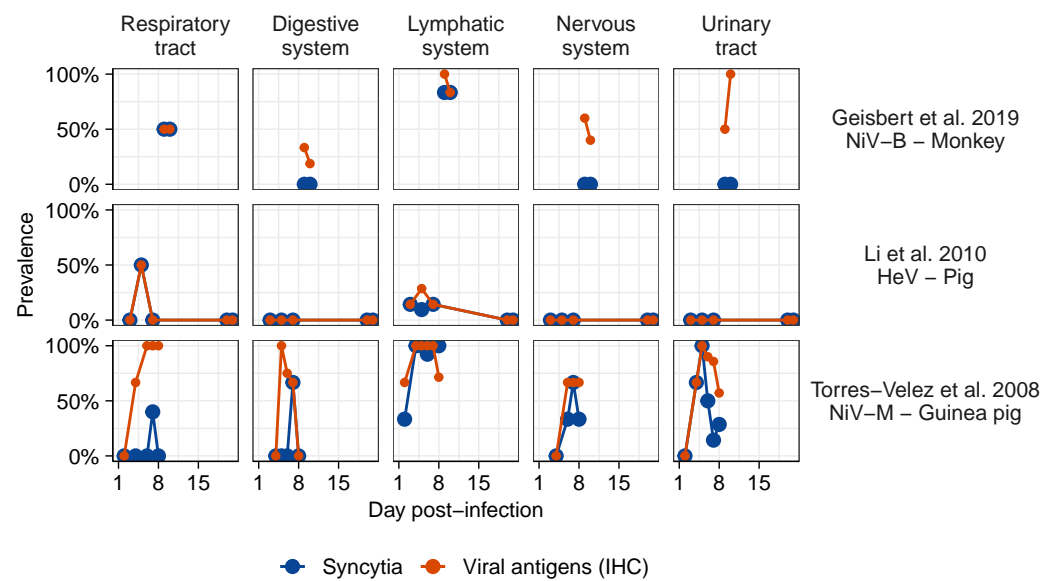 Respiratory tract
Digestive system
Lymphatic system
Nervous system
Urinary tract
Prevalence
100%
50%
0%
Geisbert et al. 2019
NiV−B − Monkey
100%
50%
0%
Li et al. 2010
HeV − Pig
100%
50%
0%
Torres−Velez et al. 2008
NiV−M − Guinea pig
1 8 15 1 8 15 1 8 15 1 8 15 1 8 15
Day post−infection
Syncytia Viral antigens (IHC)